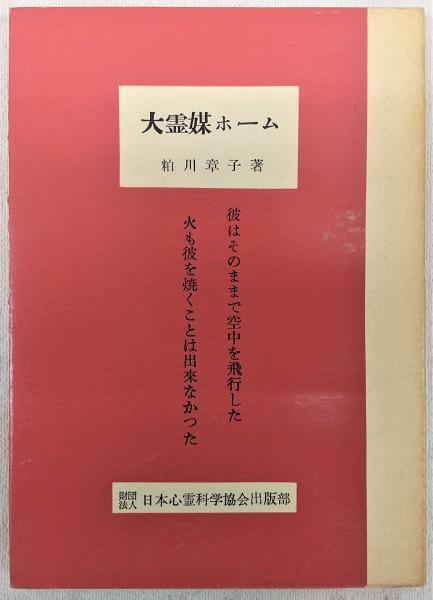 大霊媒ホーム
粕川章子著
彼はそのままで空中を飛行した
火も彼を焼くことは出來なかつた
財団法人 日本心霊科学協会出版部